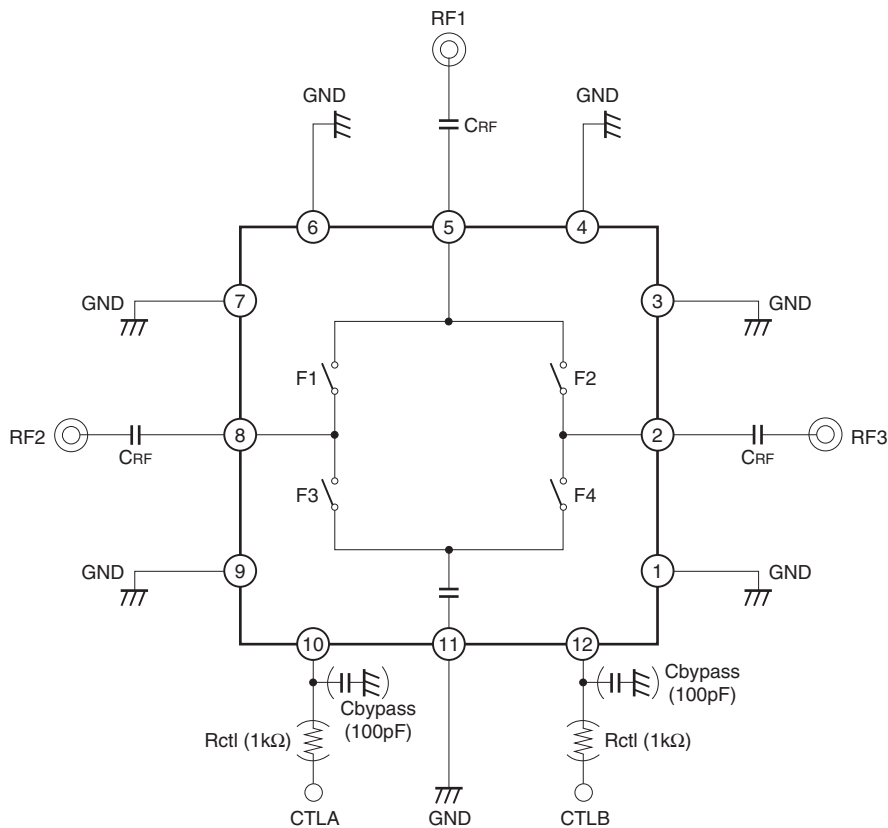 RF1
GND
GND
CRF
6
5
4
GND
7
3
GND
F1
F2
RF2
CRF
8
2
CRF
RF3
F3
F4
GND
9
1
GND
10
11
12
Cbypass
(100pF)
Cbypass
(100pF)
Rctl (1kΩ)
Rctl (1kΩ)
CTLA
GND
CTLB